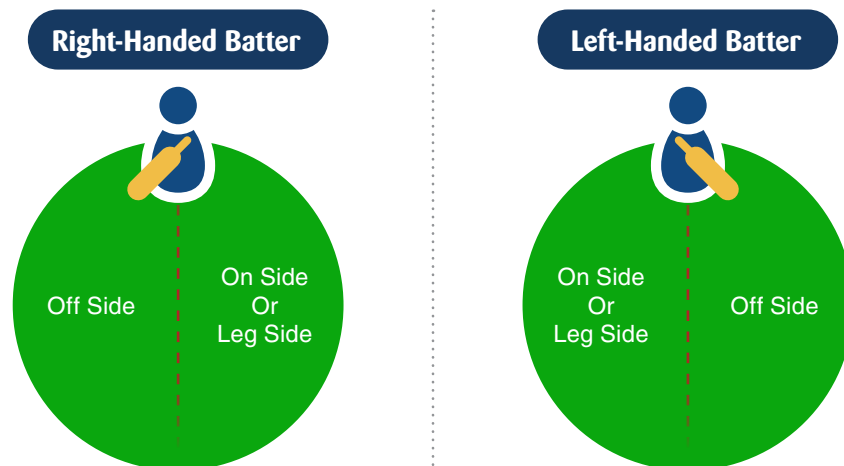 Right-Handed Batter
Left-Handed Batter
Off Side
On Side
Or
Leg Side
On Side
Or
Leg Side
Off Side